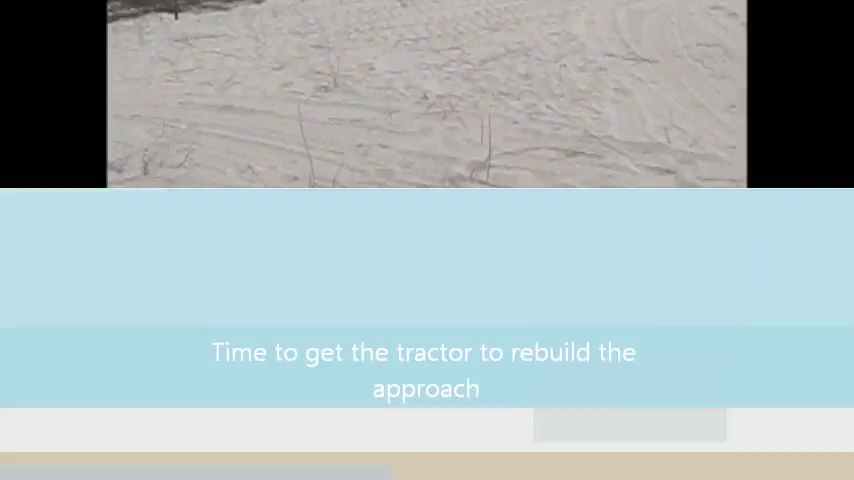 Time to get the tractor to rebuild the
approach